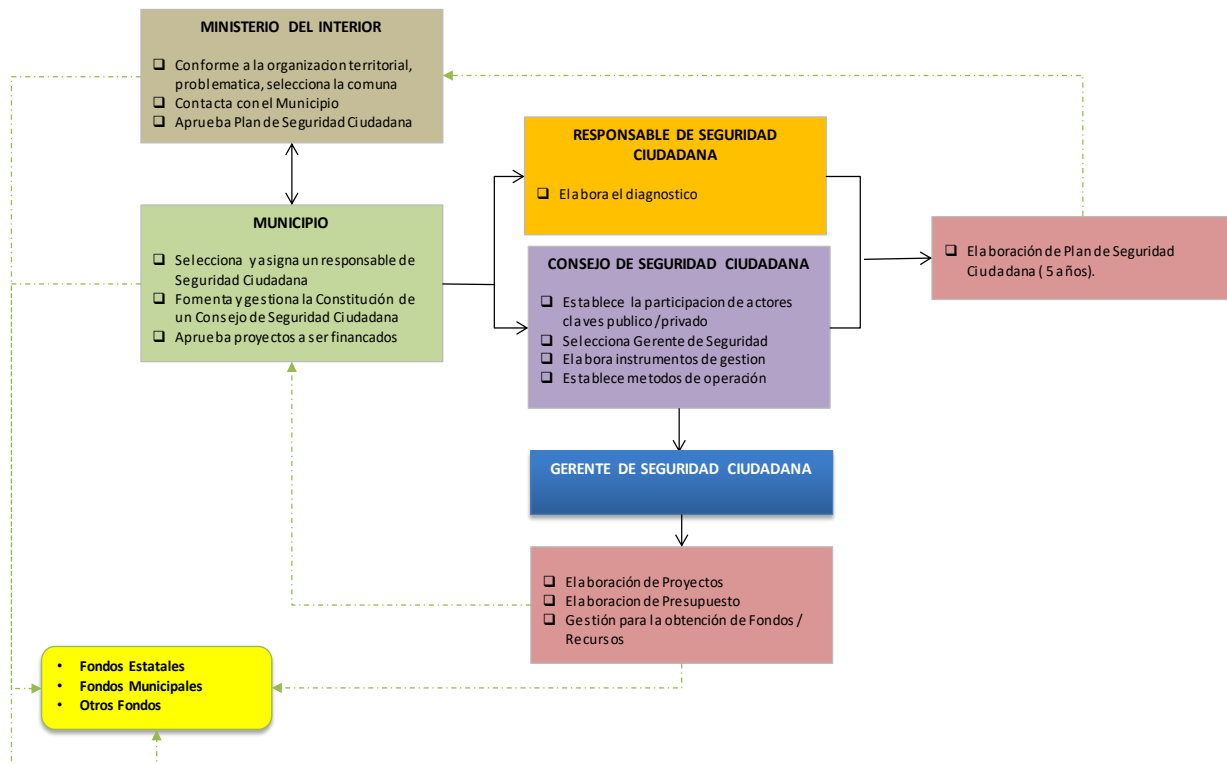 MINISTERIO DEL INTERIOR
❑ Conforme a la organizacion territorial,
problematica, selecciona la comuna
❑ Contacta con el Municipio
❑ Aprueba Plan de Seguridad Ciudadana
RESPONSABLE DE SEGURIDAD
CIUDADANA
❑ Elabora el diagnostico
MUNICIPIO
❑ Selecciona y asigna un responsable de
Seguridad Ciudadana
❑ Fomenta y gestiona la Constitución de
un Consejo de Seguridad Ciudadana
❑ Aprueba proyectos a ser financados
CONSEJO DE SEGURIDAD CIUDADANA
❑ Establece la participacion de actores
claves publico/privado
❑ Selecciona Gerente de Seguridad
❑ Elabora instrumentos de gestion
❑ Establece metodos de operación
❑ Elaboración de Plan de Seguridad
Ciudadana ( 5 años).
GERENTE DE SEGURIDAD CIUDADANA
❑ Elaboración de Proyectos
❑ Elaboracion de Presupuesto
❑ Gestión para la obtención de Fondos /
Recursos
• Fondos Estatales
• Fondos Municipales
• Otros Fondos